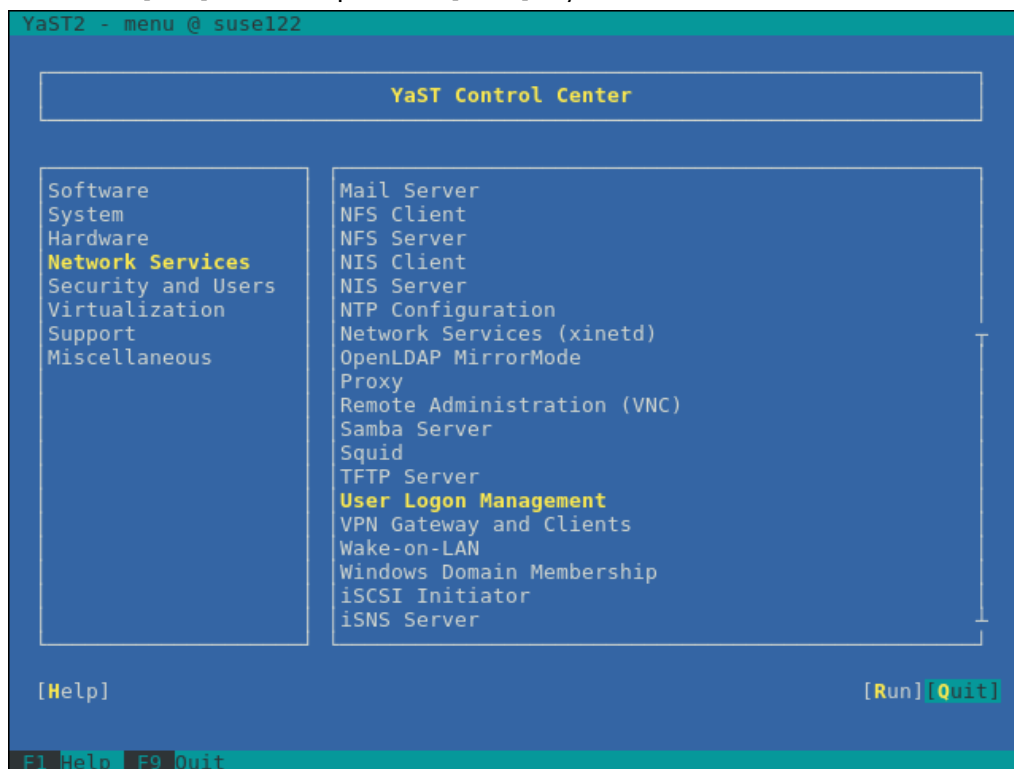 YaST2 - menu @ suse122
YaST Control Center
Software
System
Hardware
Network Services
Security and Users
Virtualization
Support
Miscellaneous
Mail Server
NFS Client
NFS Server
NIS Client
NIS Server
NTP Configuration
Network Services (xinetd)
OpenLDAP MirrorMode
Proxy
Remote Administration (VNC)
Samba Server
Squid
TFTP Server
User Logon Management
VPN Gateway and Clients
Wake-on-LAN
Windows Domain Membership
iSCSI Initiator
iSNS Server
[Help] [Run][Quit]
F1 Help F9 Quit